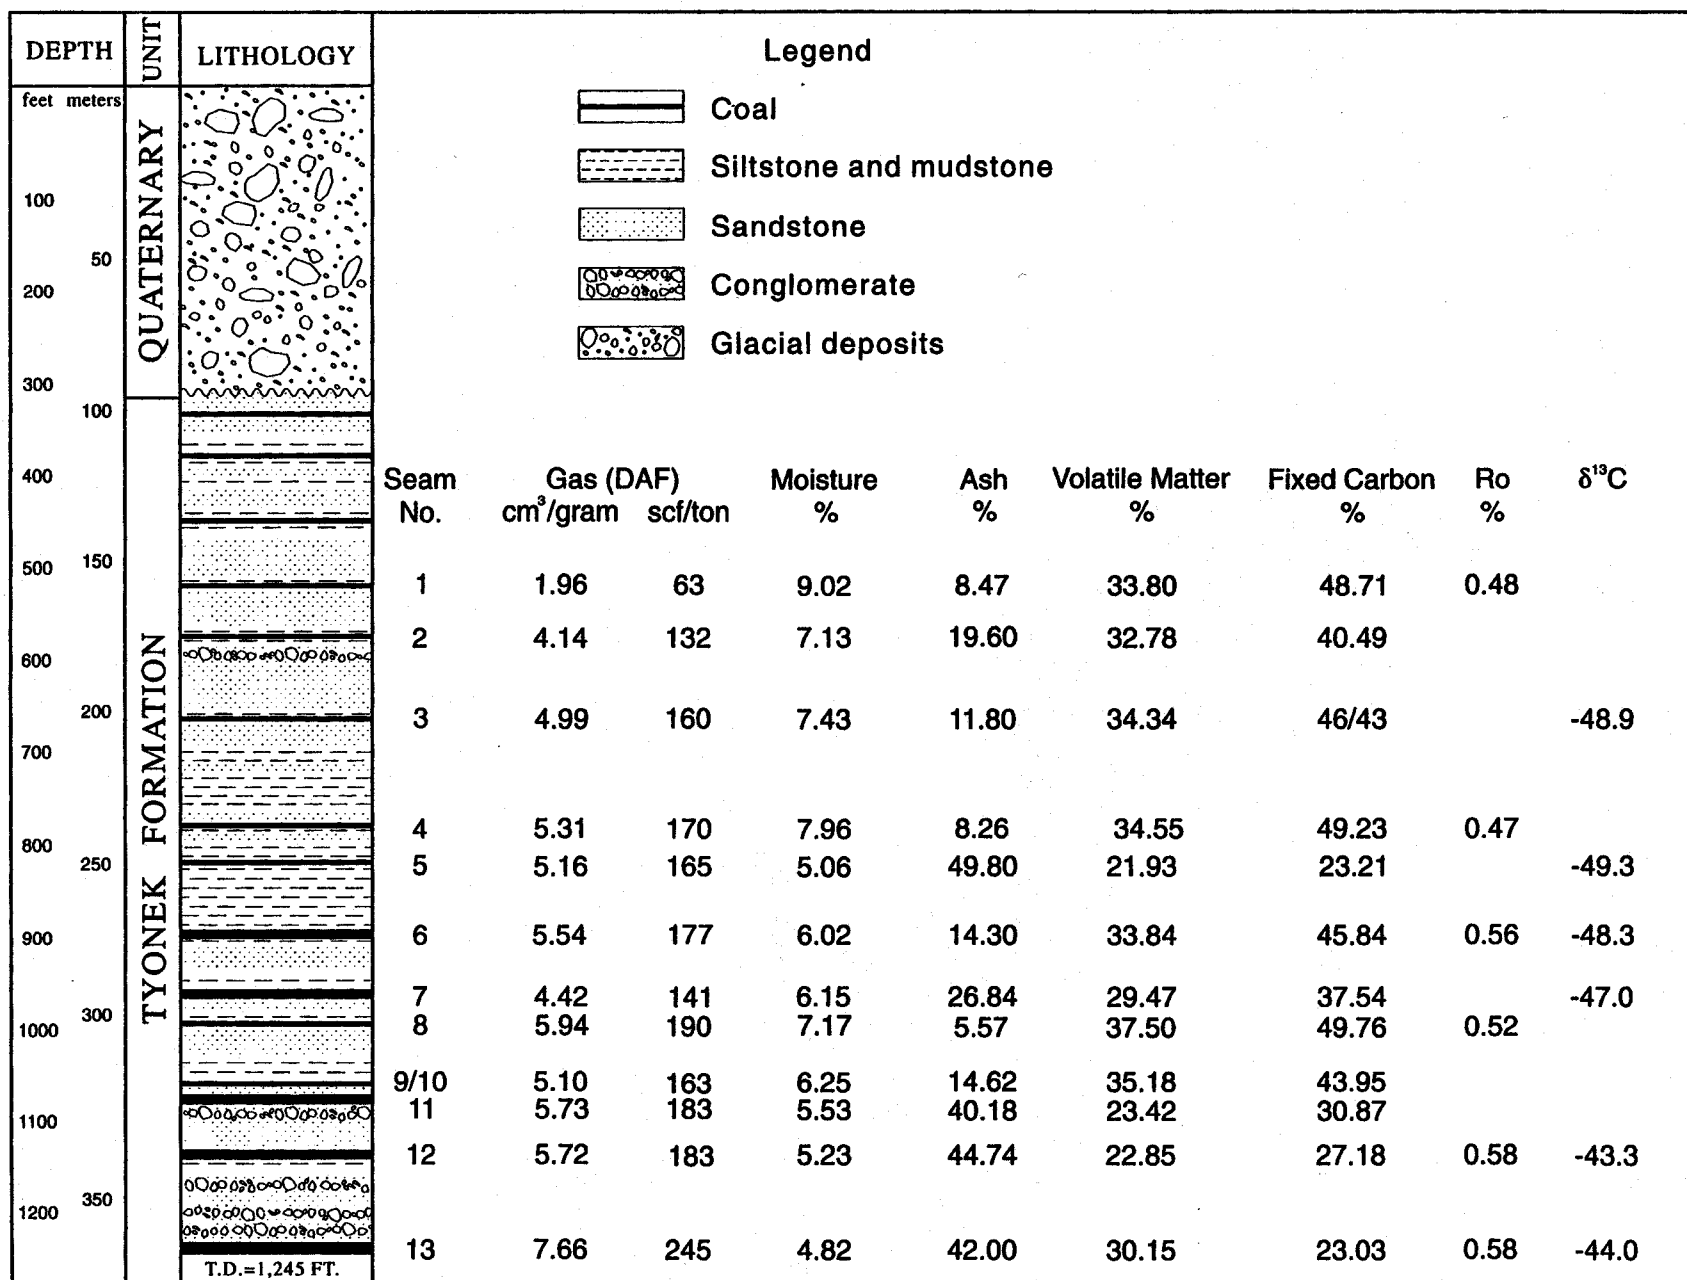 DEPTH UNIT LITHOLOGY
feet meters
100
50
200
300
100
400
500
150
600
200
700
800
250
900
1000
300
1100
350
1200
QUATERNARY
TYONEK FORMATION
T.D.=1,245 FT.
Legend
Coal
Siltstone and mudstone
Sandstone
Conglomerate
Glacial deposits
Seam Gas (DAF) Moisture Ash Volatile Matter Fixed Carbon Ro δ¹³C
No. cm³/gram scf/ton % % % % %
1 1.96 63 9.02 8.47 33.80 48.71 0.48
2 4.14 132 7.13 19.60 32.78 40.49
3 4.99 160 7.43 11.80 34.34 46/43 -48.9
4 5.31 170 7.96 8.26 34.55 49.23 0.47
5 5.16 165 5.06 49.80 21.93 23.21 -49.3
6 5.54 177 6.02 14.30 33.84 45.84 0.56 -48.3
7 4.42 141 6.15 26.84 29.47 37.54 -47.0
8 5.94 190 7.17 5.57 37.50 49.76 0.52
9/10 5.10 163 6.25 14.62 35.18 43.95
11 5.73 183 5.53 40.18 23.42 30.87
12 5.72 183 5.23 44.74 22.85 27.18 0.58 -43.3
13 7.66 245 4.82 42.00 30.15 23.03 0.58 -44.0